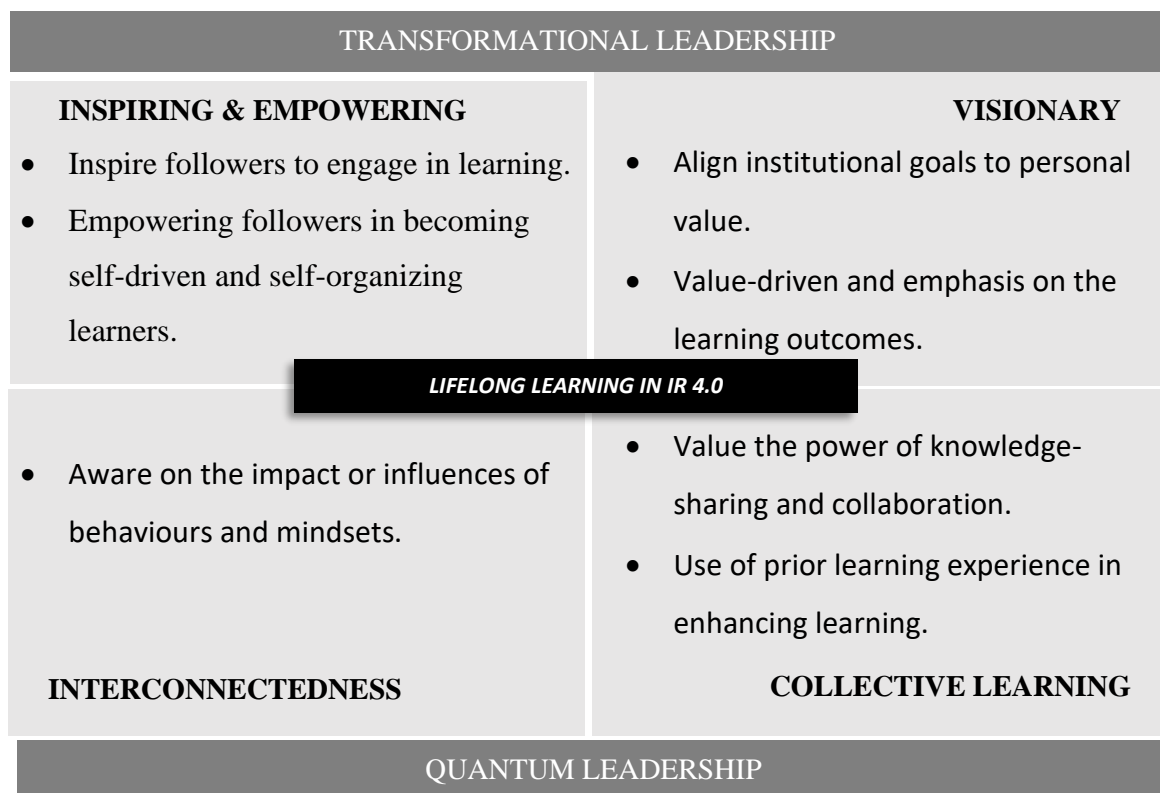 TRANSFORMATIONAL LEADERSHIP
INSPIRING & EMPOWERING
• Inspire followers to engage in learning.
• Empowering followers in becoming
self-driven and self-organizing
learners.
VISIONARY
• Align institutional goals to personal
value.
• Value-driven and emphasis on the
learning outcomes.
LIFELONG LEARNING IN IR 4.0
• Aware on the impact or influences of
behaviours and mindsets.
INTERCONNECTEDNESS
• Value the power of knowledge-
sharing and collaboration.
• Use of prior learning experience in
enhancing learning.
COLLECTIVE LEARNING
QUANTUM LEADERSHIP